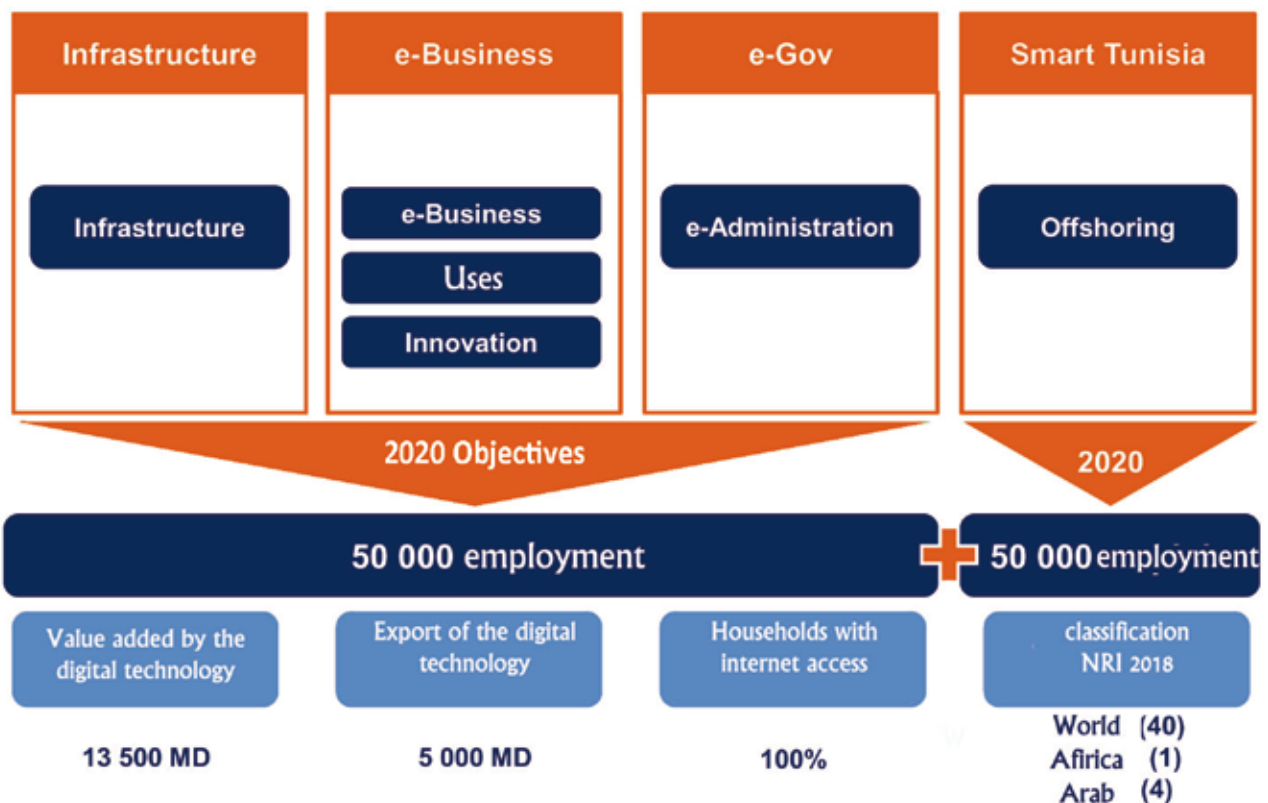 Infrastructure
e-Business
e-Gov
Smart Tunisia
Infrastructure
e-Business
Uses
Innovation
e-Administration
Offshoring
2020 Objectives
2020
50 000 employment
50 000 employment
Value added by the
digital technology
Export of the digital
technology
Households with
internet access
classification
NRI 2018
13 500 MD
5 000 MD
100%
World (40)
Afirica (1)
Arab (4)